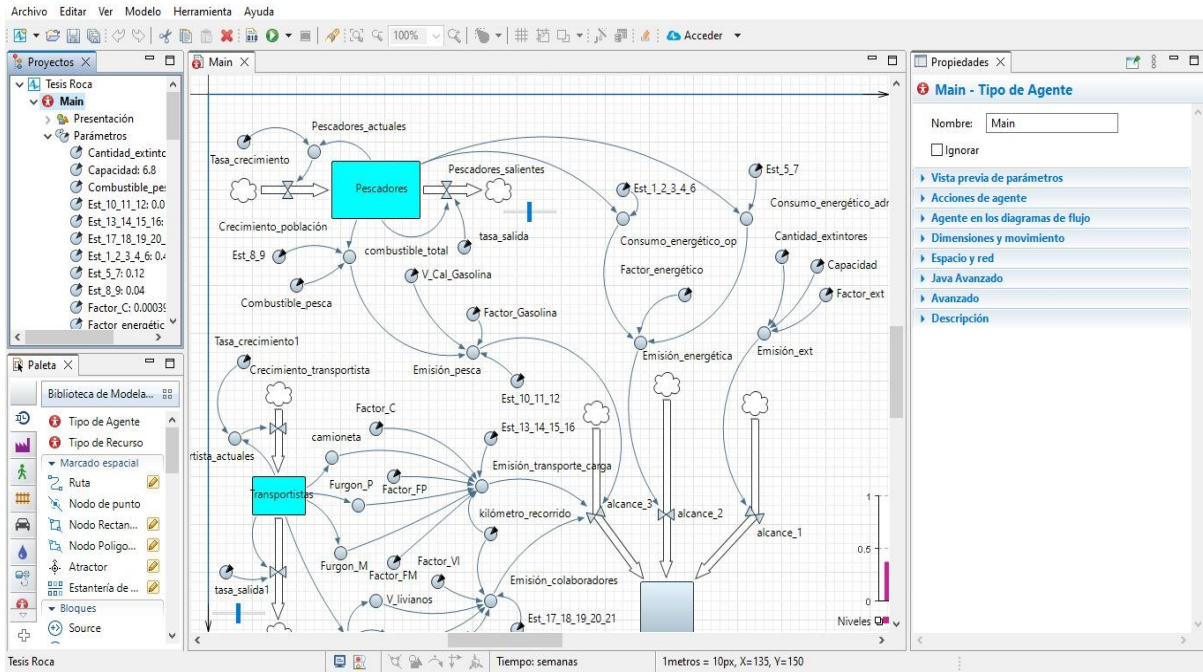 Archivo Editar Ver Modelo Herramienta Ayuda
100%
Acceder
Proyectos
Tesis Roca
Main
Presentación
Parámetros
Cantidad_extintc
Capacidad: 6.8
Combustible_pe
Est_10_11_12: 0.0
Est_13_14_15_16:
Est_17_18_19_20_
Est_1_2_3_4_6: 0.4
Est_5_7: 0.12
Est_8_9: 0.04
Factor_C: 0.00039
Factor energétic
Paleta
Biblioteca de Modela...
Tipo de Agente
Tipo de Recurso
Marcado espacial
Ruta
Nodo de punto
Nodo Rectan...
Nodo Poligo...
Atractor
Estantería de ...
Bloques
Source
Main
Pescadores_actuales
Tasa_crecimiento
Pescadores
Pescadores_salientes
Crecimiento_población
tasa_salida
Est_8_9
combustible_total
Combustible_pesca
V_Cal_Gasolina
Factor_Gasolina
Emisión_pesca
Est_10_11_12
Est_1_2_3_4_6
Consumo_energético_op
Est_5_7
Consumo_energético_adr
Factor_energético
Emisión_energética
Cantidad_extintores
Capacidad
Factor_ext
Emisión_ext
Tasa_crecimiento1
Crecimiento_transportista
rtista_actuales
Transportistas
tasa_salida1
camioneta
Furgon_P
Furgon_M
Factor_C
Factor_FP
Factor_FM
Est_13_14_15_16
Emisión_transporte_carga
kilómetro_recorrido
Factor_Vl
V_livianos
Emisión_colaboradores
Est_17_18_19_20_21
alcance_3
alcance_2
alcance_1
1
0.5
0
Niveles
Propiedades
Main - Tipo de Agente
Nombre: Main
Ignorar
Vista previa de parámetros
Acciones de agente
Agente en los diagramas de flujo
Dimensiones y movimiento
Espacio y red
Java Avanzado
Avanzado
Descripción
Tesis Roca
Tiempo: semanas
1metros = 10px, X=135, Y=150